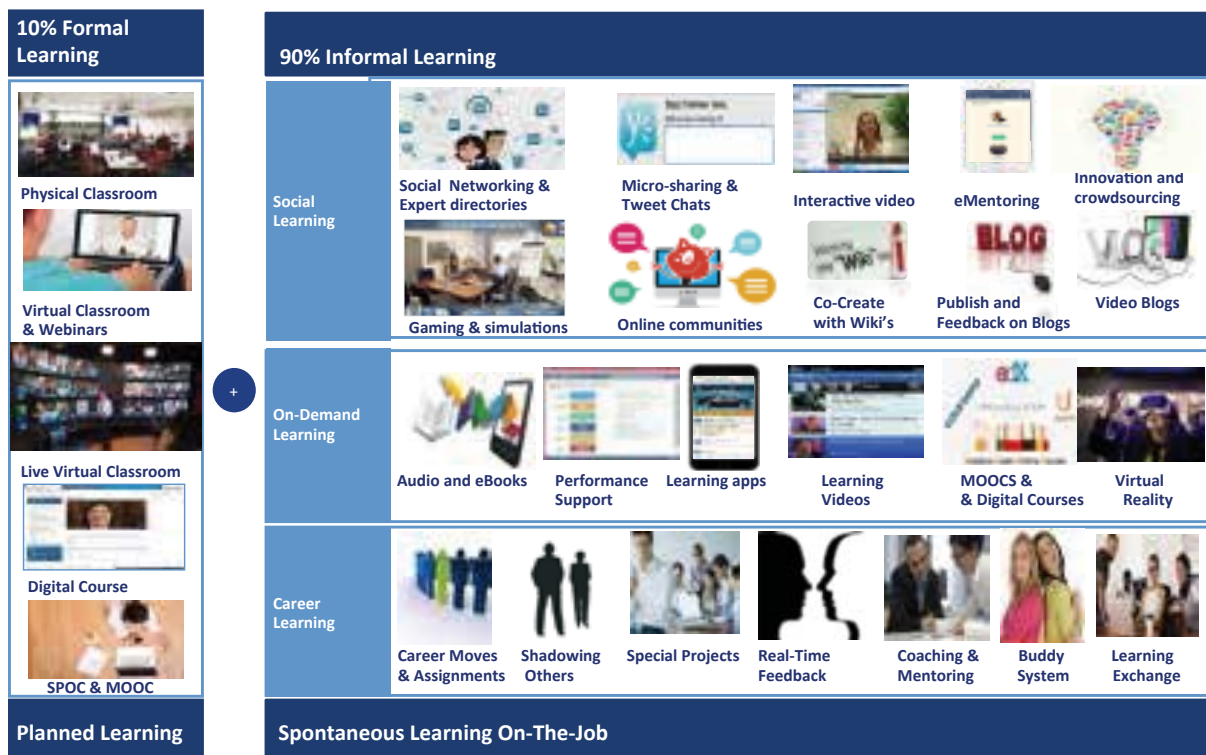 10% Formal
Learning
Physical Classroom
Virtual Classroom
& Webinars
Live Virtual Classroom
Digital Course
SPOC & MOOC
Planned Learning
+
90% Informal Learning
Social
Learning
Social Networking &
Expert directories
Micro-sharing &
Tweet Chats
Interactive video
eMentoring
Innovation and
crowdsourcing
Gaming & simulations
Online communities
"Wiki"
Co-Create
with Wiki's
BLOG
Publish and
Feedback on Blogs
VLOG
Video Blogs
On-Demand
Learning
Audio and eBooks
Performance
Support
Learning apps
Learning
Videos
edX
MOOCS &
& Digital Courses
Virtual
Reality
Career
Learning
Career Moves
& Assignments
Shadowing
Others
Special Projects
Real-Time
Feedback
Coaching &
Mentoring
Buddy
System
Learning
Exchange
Spontaneous Learning On-The-Job